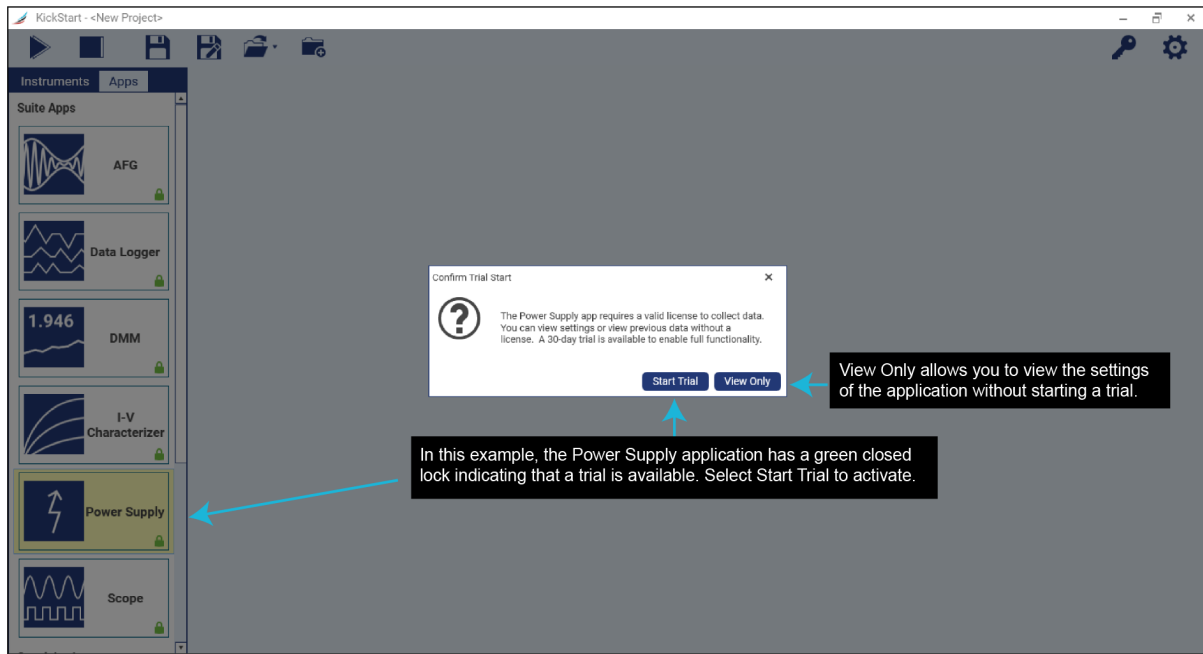 KickStart - <New Project>
Instruments Apps
Suite Apps
AFG
Data Logger
1.946
DMM
I-V
Characterizer
Power Supply
Scope
Confirm Trial Start
The Power Supply app requires a valid license to collect data.
You can view settings or view previous data without a
license. A 30-day trial is available to enable full functionality.
Start Trial View Only
View Only allows you to view the settings
of the application without starting a trial.
In this example, the Power Supply application has a green closed
lock indicating that a trial is available. Select Start Trial to activate.